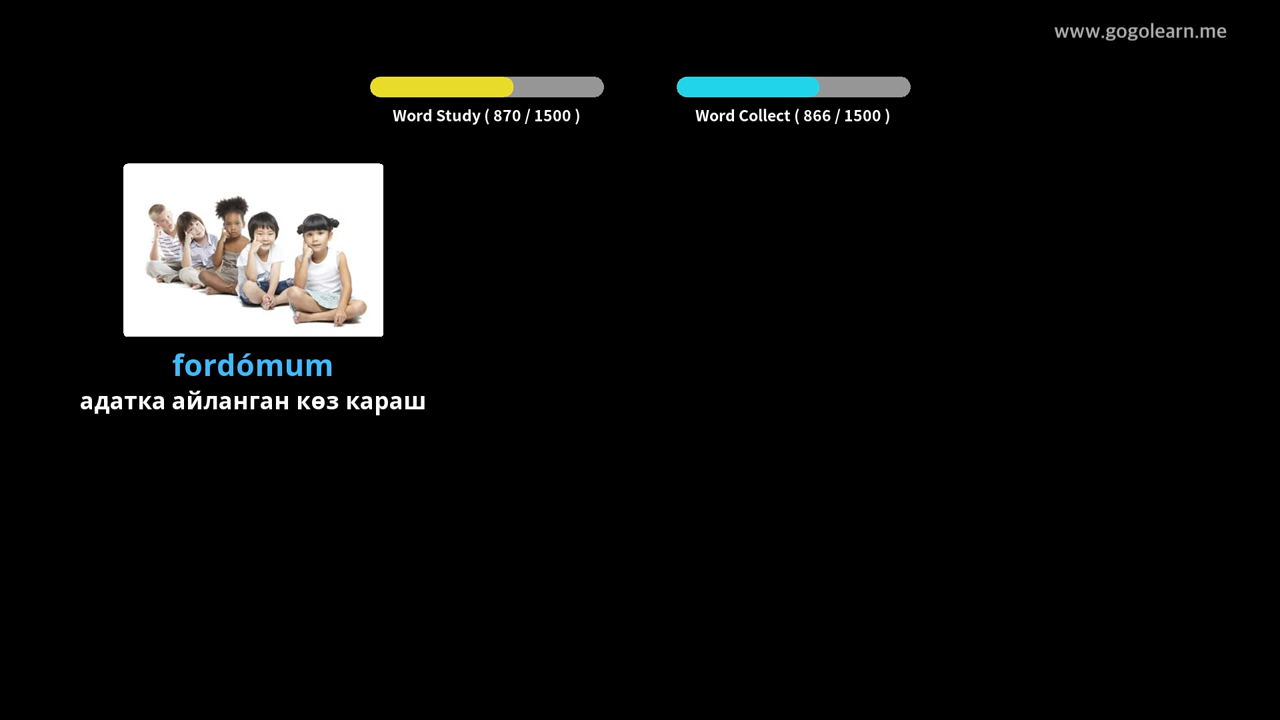 www.gogolearn.me
Word Study ( 870 / 1500 )
Word Collect ( 866 / 1500 )
fordómum
адатка айланган көз караш